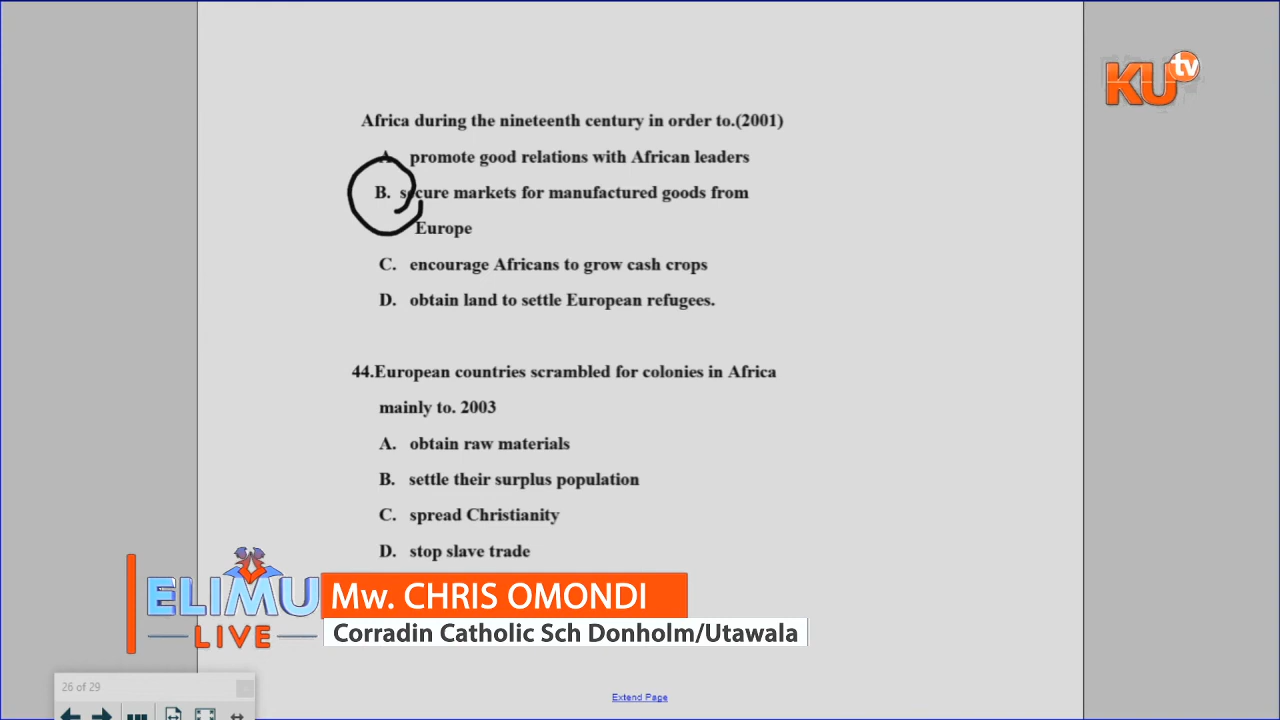 KU tv
Africa during the nineteenth century in order to.(2001)
A. promote good relations with African leaders
B. secure markets for manufactured goods from
Europe
C. encourage Africans to grow cash crops
D. obtain land to settle European refugees.
44.European countries scrambled for colonies in Africa
mainly to. 2003
A. obtain raw materials
B. settle their surplus population
C. spread Christianity
D. stop slave trade
ELIMU
LIVE
Mw. CHRIS OMONDI
Corradin Catholic Sch Donholm/Utawala
26 of 29
Extend Page